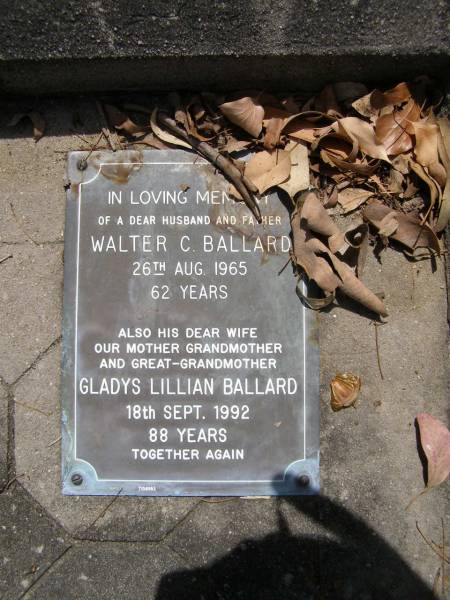 IN LOVING MEMORY
OF A DEAR HUSBAND AND FATHER
WALTER C. BALLARD
26TH AUG. 1965
62 YEARS
ALSO HIS DEAR WIFE
OUR MOTHER GRANDMOTHER
AND GREAT-GRANDMOTHER
GLADYS LILLIAN BALLARD
18th SEPT. 1992
88 YEARS
TOGETHER AGAIN